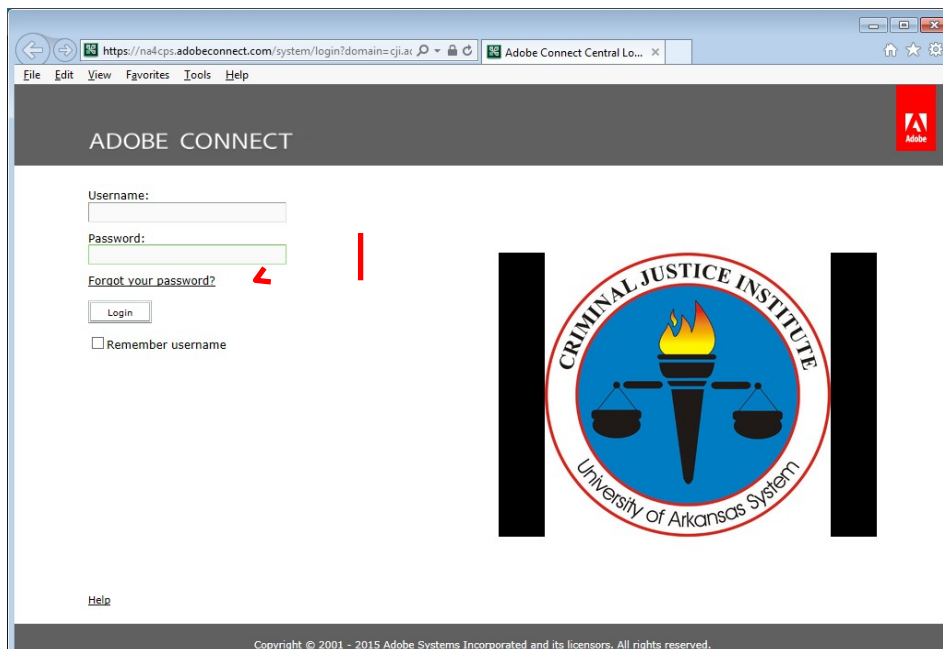 https://na4cps.adobeconnect.com/system/login?domain=cji.ac
Adobe Connect Central Lo...
File Edit View Favorites Tools Help
ADOBE CONNECT
Adobe
Username:
Password:
Forgot your password?
Login
Remember username
CRIMINAL JUSTICE INSTITUTE
University of Arkansas System
Help
Copyright © 2001 - 2015 Adobe Systems Incorporated and its licensors. All rights reserved.